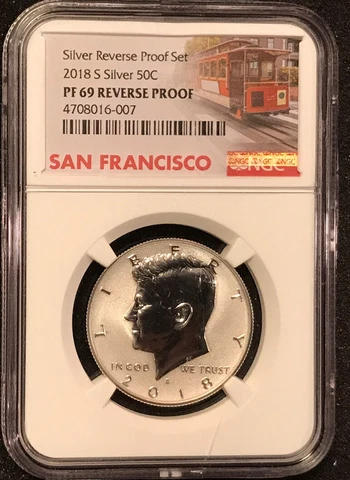 Silver Reverse Proof Set
2018 S Silver 50C
PF 69 REVERSE PROOF
4708016-007
SAN FRANCISCO
NGC
LIBERTY
IN GOD WE TRUST
S
2018